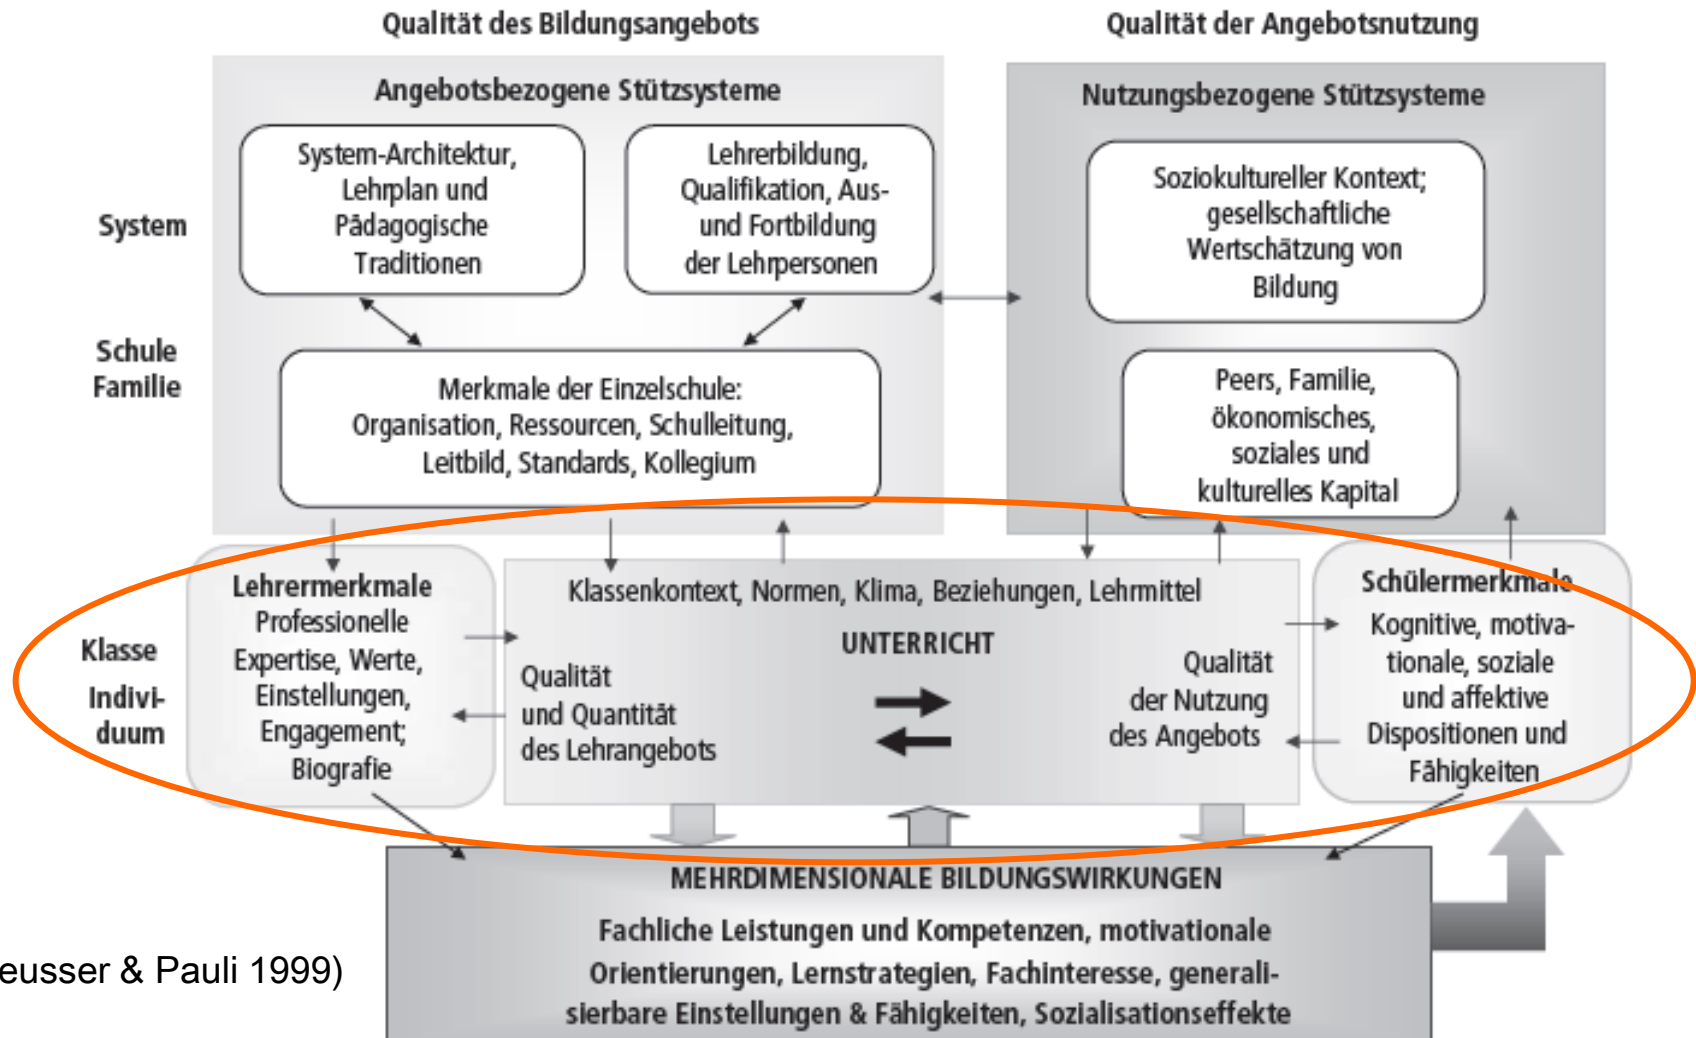 Qualität des Bildungsangebots
Qualität der Angebotsnutzung
Angebotsbezogene Stützsysteme
Nutzungsbezogene Stützsysteme
System-Architektur,
Lehrplan und
Pädagogische
Traditionen
Lehrerbildung,
Qualifikation, Aus-
und Fortbildung
der Lehrpersonen
Soziokultureller Kontext;
gesellschaftliche
Wertschätzung von
Bildung
System
Schule
Familie
Merkmale der Einzelschule:
Organisation, Ressourcen, Schulleitung,
Leitbild, Standards, Kollegium
Peers, Familie,
ökonomisches,
soziales und
kulturelles Kapital
Klasse
Indivi-
duum
Lehrermerkmale
Professionelle
Expertise, Werte,
Einstellungen,
Engagement;
Biografie
Klassenkontext, Normen, Klima, Beziehungen, Lehrmittel
UNTERRICHT
Qualität
und Quantität
des Lehrangebots
Qualität
der Nutzung
des Angebots
Schülermerkmale
Kognitive, motiva-
tionale, soziale
und affektive
Dispositionen und
Fähigkeiten
MEHRDIMENSIONALE BILDUNGSWIRKUNGEN
Fachliche Leistungen und Kompetenzen, motivationale
Orientierungen, Lernstrategien, Fachinteresse, generali-
sierbare Einstellungen & Fähigkeiten, Sozialisationseffekte
eusser & Pauli 1999)